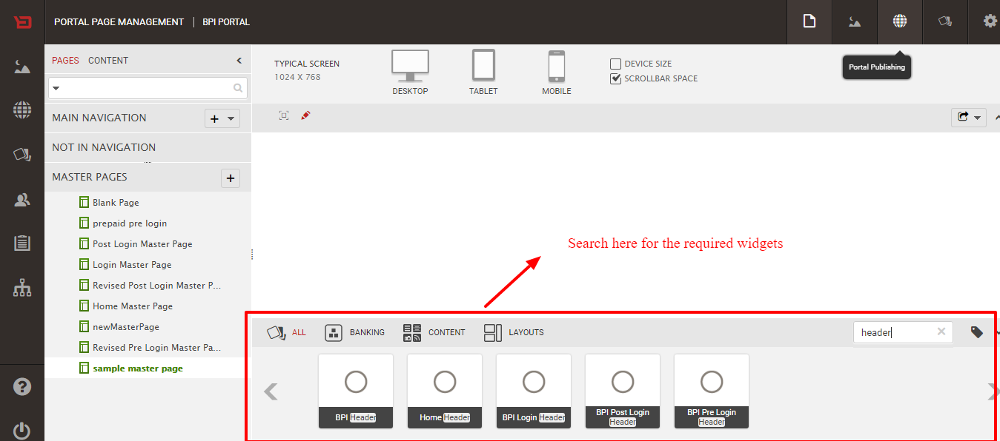 PORTAL PAGE MANAGEMENT | BPI PORTAL
PAGES CONTENT
TYPICAL SCREEN
1024 X 768
DESKTOP
TABLET
MOBILE
DEVICE SIZE
SCROLLBAR SPACE
Portal Publishing
MAIN NAVIGATION
NOT IN NAVIGATION
MASTER PAGES
Blank Page
prepaid pre login
Post Login Master Page
Login Master Page
Revised Post Login Master P...
Home Master Page
newMasterPage
Revised Pre Login Master Pa...
sample master page
Search here for the required widgets
ALL BANKING CONTENT LAYOUTS
header
BPI Header
Home Header
BPI Login Header
BPI Post Login
Header
BPI Pre Login
Header